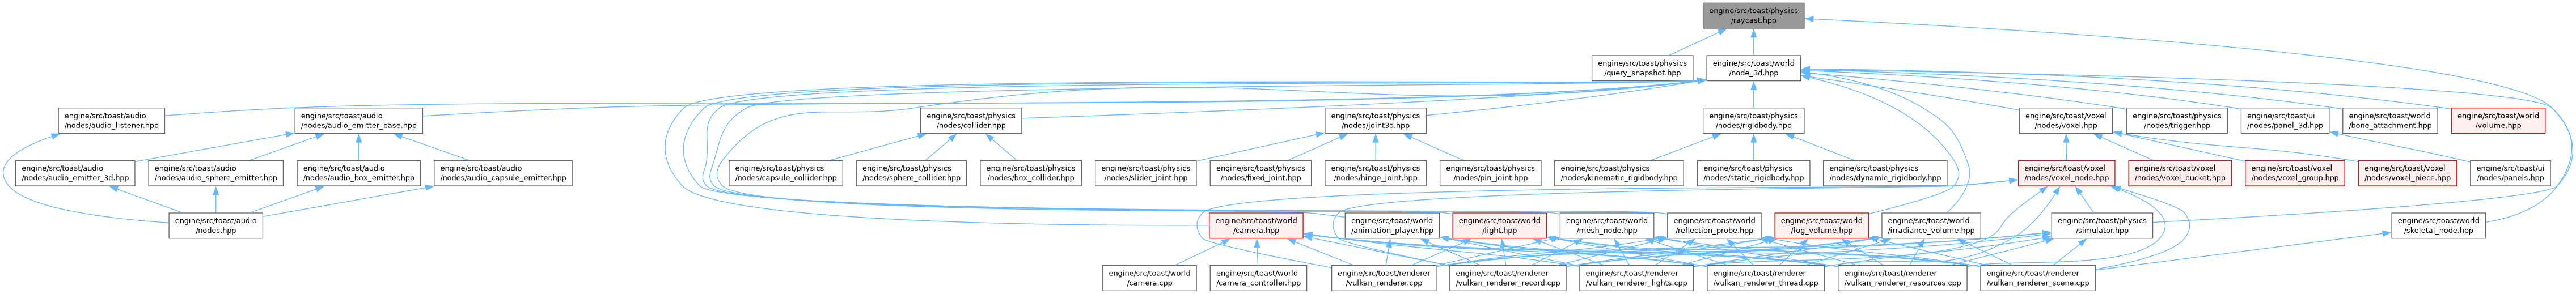 engine/src/toast/physics
/raycast.hpp
engine/src/toast/physics
/query_snapshot.hpp
engine/src/toast/world
/node_3d.hpp
engine/src/toast/audio
/nodes/audio_listener.hpp
engine/src/toast/audio
/nodes/audio_emitter_base.hpp
engine/src/toast/physics
/nodes/collider.hpp
engine/src/toast/physics
/nodes/joint3d.hpp
engine/src/toast/physics
/nodes/rigidbody.hpp
engine/src/toast/voxel
/nodes/voxel.hpp
engine/src/toast/physics
/nodes/trigger.hpp
engine/src/toast/ui
/nodes/panel_3d.hpp
engine/src/toast/world
/bone_attachment.hpp
engine/src/toast/world
/volume.hpp
engine/src/toast/audio
/nodes/audio_emitter_3d.hpp
engine/src/toast/audio
/nodes/audio_sphere_emitter.hpp
engine/src/toast/audio
/nodes/audio_box_emitter.hpp
engine/src/toast/audio
/nodes/audio_capsule_emitter.hpp
engine/src/toast/physics
/nodes/capsule_collider.hpp
engine/src/toast/physics
/nodes/sphere_collider.hpp
engine/src/toast/physics
/nodes/box_collider.hpp
engine/src/toast/physics
/nodes/slider_joint.hpp
engine/src/toast/physics
/nodes/fixed_joint.hpp
engine/src/toast/physics
/nodes/hinge_joint.hpp
engine/src/toast/physics
/nodes/pin_joint.hpp
engine/src/toast/physics
/nodes/kinematic_rigidbody.hpp
engine/src/toast/physics
/nodes/static_rigidbody.hpp
engine/src/toast/physics
/nodes/dynamic_rigidbody.hpp
engine/src/toast/voxel
/nodes/voxel_node.hpp
engine/src/toast/voxel
/nodes/voxel_bucket.hpp
engine/src/toast/voxel
/nodes/voxel_group.hpp
engine/src/toast/voxel
/nodes/voxel_piece.hpp
engine/src/toast/ui
/nodes/panels.hpp
engine/src/toast/audio
/nodes.hpp
engine/src/toast/world
/camera.hpp
engine/src/toast/world
/animation_player.hpp
engine/src/toast/world
/light.hpp
engine/src/toast/world
/mesh_node.hpp
engine/src/toast/world
/reflection_probe.hpp
engine/src/toast/world
/fog_volume.hpp
engine/src/toast/world
/irradiance_volume.hpp
engine/src/toast/physics
/simulator.hpp
engine/src/toast/world
/skeletal_node.hpp
engine/src/toast/world
/camera.cpp
engine/src/toast/world
/camera_controller.hpp
engine/src/toast/renderer
/vulkan_renderer.cpp
engine/src/toast/renderer
/vulkan_renderer_record.cpp
engine/src/toast/renderer
/vulkan_renderer_lights.cpp
engine/src/toast/renderer
/vulkan_renderer_thread.cpp
engine/src/toast/renderer
/vulkan_renderer_resources.cpp
engine/src/toast/renderer
/vulkan_renderer_scene.cpp